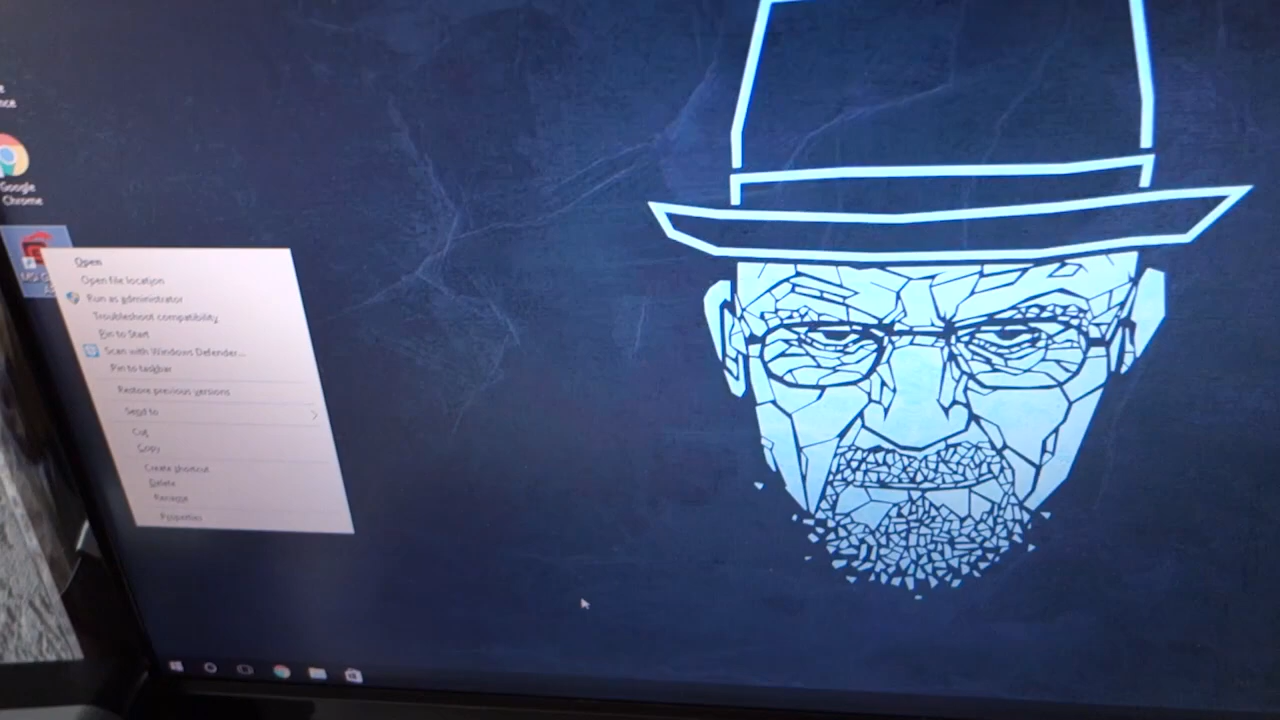 Google
Chrome
Open
Open file location
Run as administrator
Troubleshoot compatibility
Pin to Start
Scan with Windows Defender...
Pin to taskbar
Restore previous versions
Send to
Cut
Copy
Create shortcut
Delete
Rename
Properties